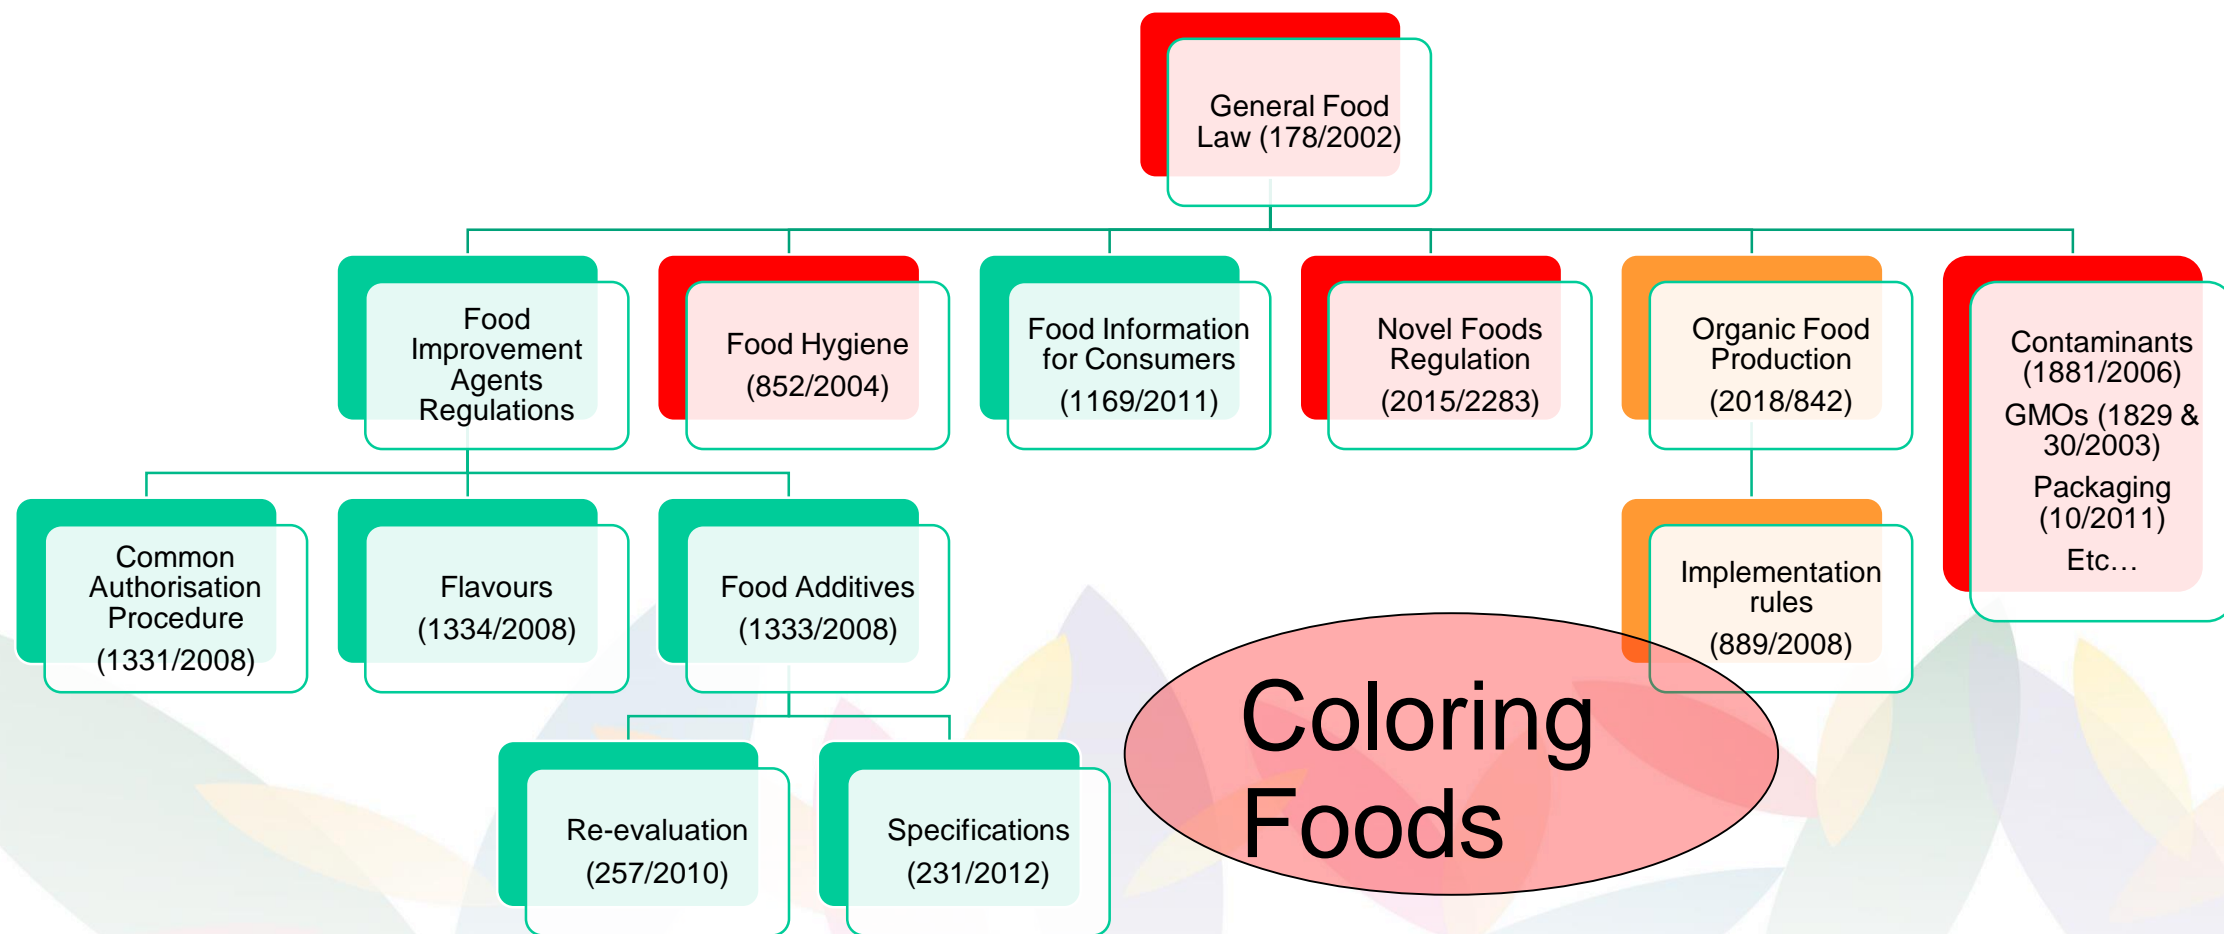 General Food
Law (178/2002)
Food
Improvement
Agents
Regulations
Food Hygiene
(852/2004)
Food Information
for Consumers
(1169/2011)
Novel Foods
Regulation
(2015/2283)
Organic Food
Production
(2018/842)
Contaminants
(1881/2006)
GMOs (1829 &
30/2003)
Packaging
(10/2011)
Etc…
Common
Authorisation
Procedure
(1331/2008)
Flavours
(1334/2008)
Food Additives
(1333/2008)
Implementation
rules
(889/2008)
Re-evaluation
(257/2010)
Specifications
(231/2012)
Coloring
Foods